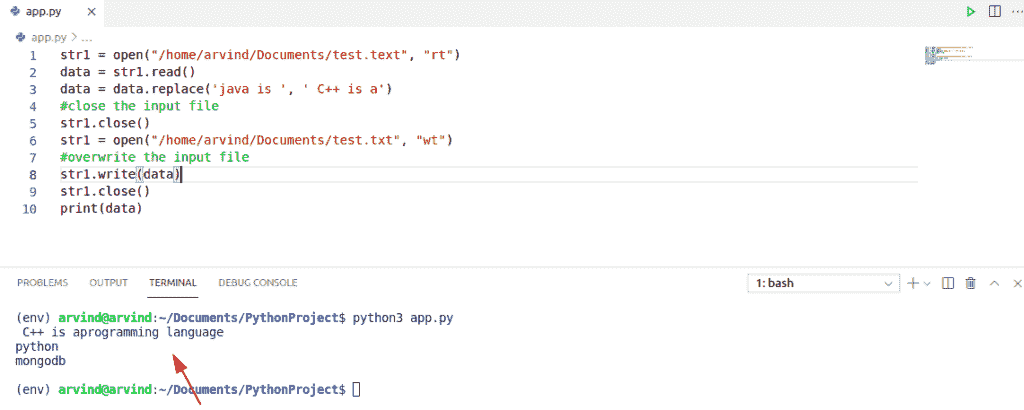 app.py
app.py > ...
1 str1 = open("/home/arvind/Documents/test.text", "rt")
2 data = str1.read()
3 data = data.replace('java is ', ' C++ is a')
4 #close the input file
5 str1.close()
6 str1 = open("/home/arvind/Documents/test.txt", "wt")
7 #overwrite the input file
8 str1.write(data)
9 str1.close()
10 print(data)
PROBLEMS OUTPUT TERMINAL DEBUG CONSOLE 1: bash
(env) arvind@arvind:~/Documents/PythonProject$ python3 app.py
 C++ is aprogramming language
python
mongodb
(env) arvind@arvind:~/Documents/PythonProject$